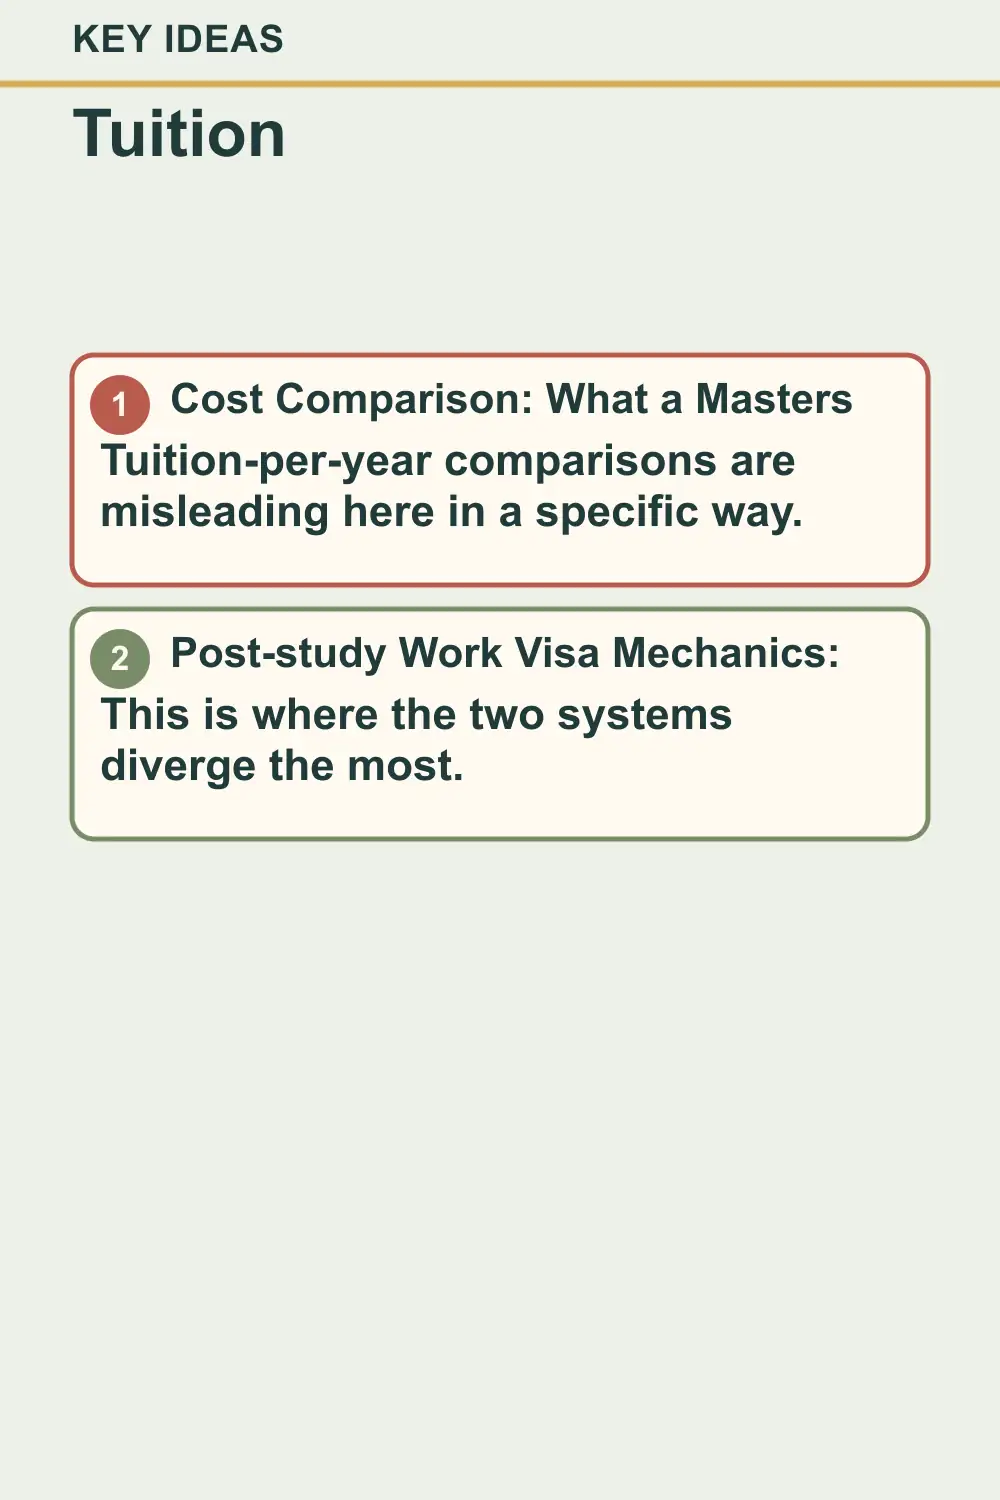 KEY IDEAS
Tuition
1 Cost Comparison: What a Masters
Tuition-per-year comparisons are
misleading here in a specific way.
2 Post-study Work Visa Mechanics:
This is where the two systems
diverge the most.